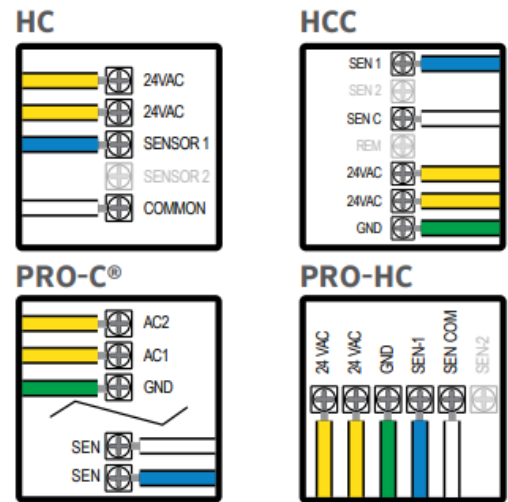 HC
24VAC
24VAC
SENSOR 1
SENSOR 2
COMMON
HCC
SEN 1
SEN 2
SEN C
REM
24VAC
24VAC
GND
PRO-C®
AC2
AC1
GND
SEN
SEN
PRO-HC
24 VAC
24 VAC
GND
SEN-1
SEN COM
SEN-2